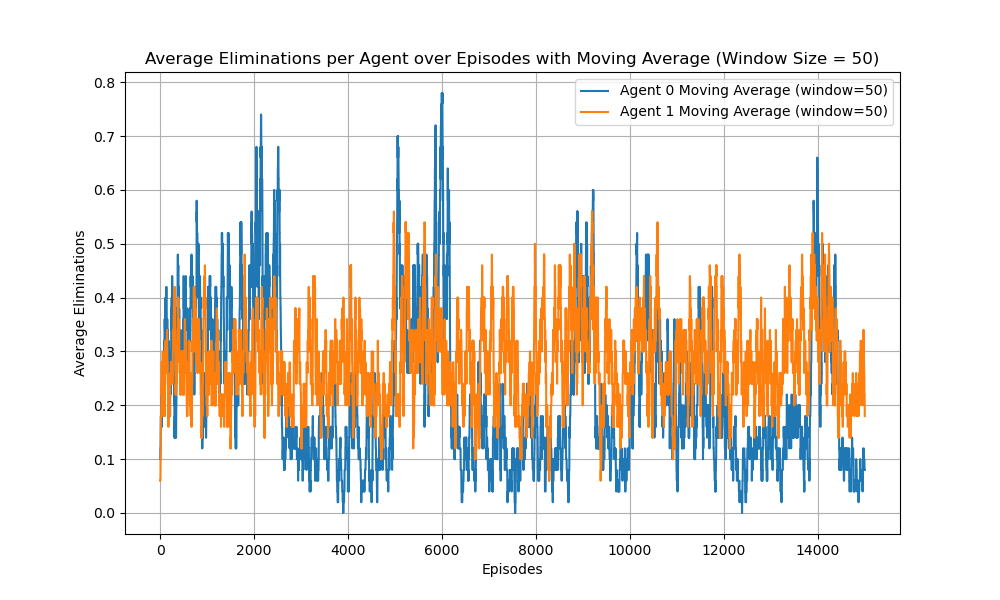 Average Eliminations per Agent over Episodes with Moving Average (Window Size = 50)
Agent 0 Moving Average (window=50)
Agent 1 Moving Average (window=50)
Average Eliminations
0.8
0.7
0.6
0.5
0.4
0.3
0.2
0.1
0.0
0 2000 4000 6000 8000 10000 12000 14000
Episodes